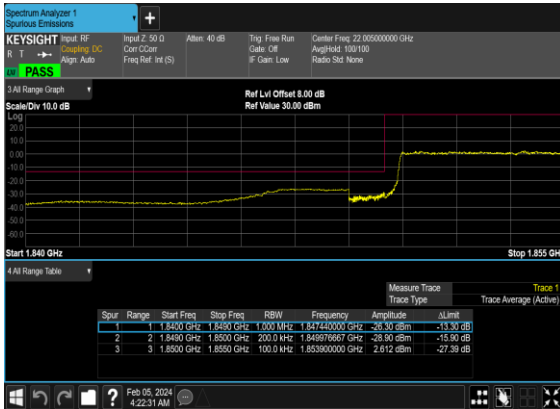 Spectrum Analyzer 1
Spurious Emissions
KEYSIGHT Input: RF Input Z: 50 Ω Atten: 40 dB Trig: Free Run Center Freq: 22.005000000 GHz
R T Coupling: DC Corr CCorr Gate: Off Avg|Hold: 100/100
Align: Auto Freq Ref: Int (S) IF Gain: Low Radio Std: None
LXI PASS
3 All Range Graph
Ref Lvl Offset 8.00 dB
Scale/Div 10.0 dB Ref Value 30.00 dBm
Log
20.0
10.0
0.00
-10.0
-20.0
-30.0
-40.0
-50.0
-60.0
Start 1.840 GHz Stop 1.855 GH
4 All Range Table
Measure Trace Trace 1
Trace Type Trace Average (Active)
Spur Range Start Freq Stop Freq RBW Frequency Amplitude ΔLimit
1 1 1.8400 GHz 1.8490 GHz 1.000 MHz 1.847440000 GHz -26.30 dBm -13.30 dB
2 2 1.8490 GHz 1.8500 GHz 200.0 kHz 1.849976667 GHz -28.90 dBm -15.90 dB
3 3 1.8500 GHz 1.8550 GHz 100.0 kHz 1.853900000 GHz 2.612 dBm -27.39 dB
Feb 05, 2024
4:22:31 AM